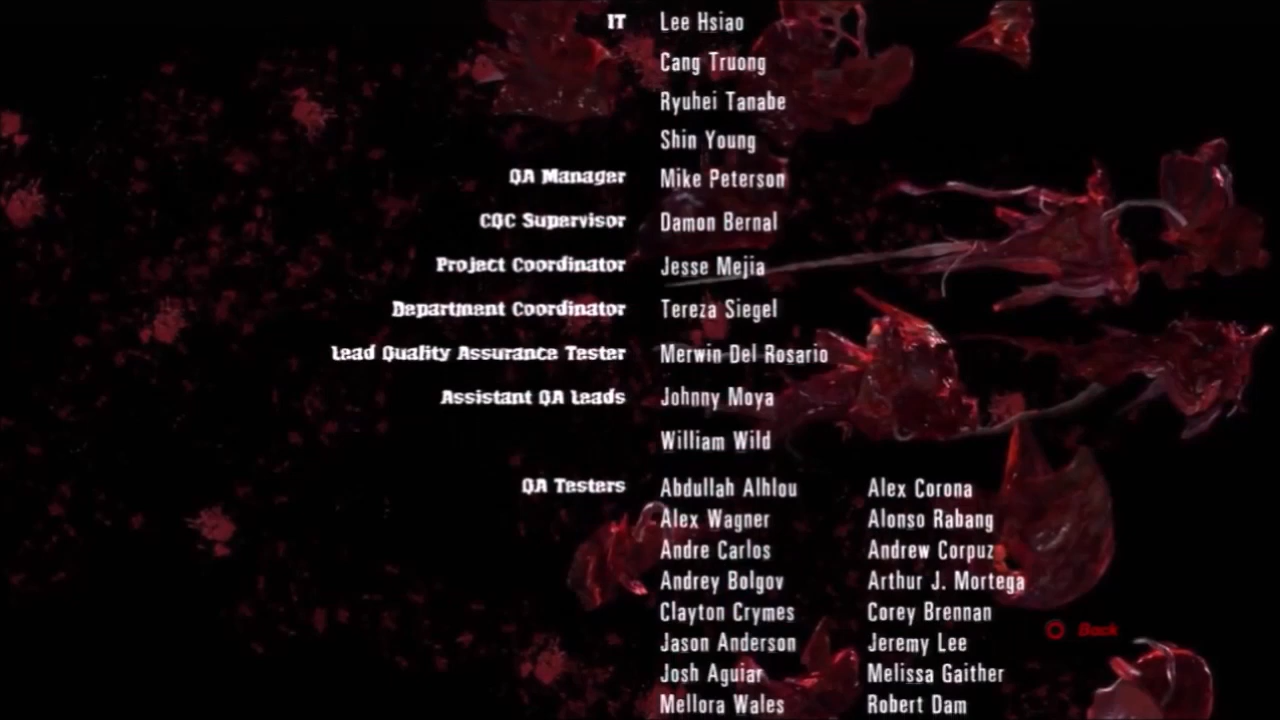 IT Lee Hsiao
Cang Truong
Ryuhei Tanabe
Shin Young
QA Manager Mike Peterson
CQC Supervisor Damon Bernal
Project Coordinator Jesse Mejia
Department Coordinator Tereza Siegel
Lead Quality Assurance Tester Merwin Del Rosario
Assistant QA Leads Johnny Moya
William Wild
QA Testers Abdullah Alhlou Alex Corona
Alex Wagner Alonso Rabang
Andre Carlos Andrew Corpuz
Andrey Bolgov Arthur J. Mortega
Clayton Crymes Corey Brennan
Back
Jason Anderson Jeremy Lee
Josh Aguiar Melissa Gaither
Mellora Wales Robert Dam